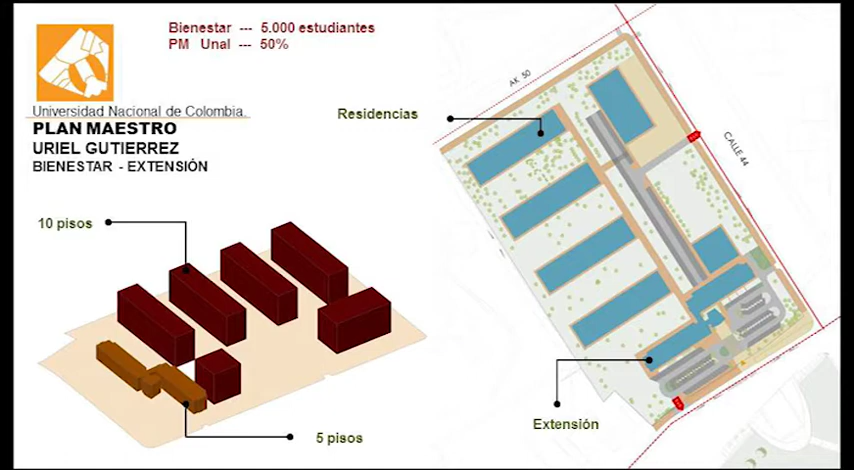 Bienestar --- 5.000 estudiantes
PM Unal --- 50%
Universidad Nacional de Colombia.
PLAN MAESTRO
URIEL GUTIERREZ
BIENESTAR - EXTENSIÓN
Residencias
AK 50
CALLE 44
10 pisos
Extensión
5 pisos